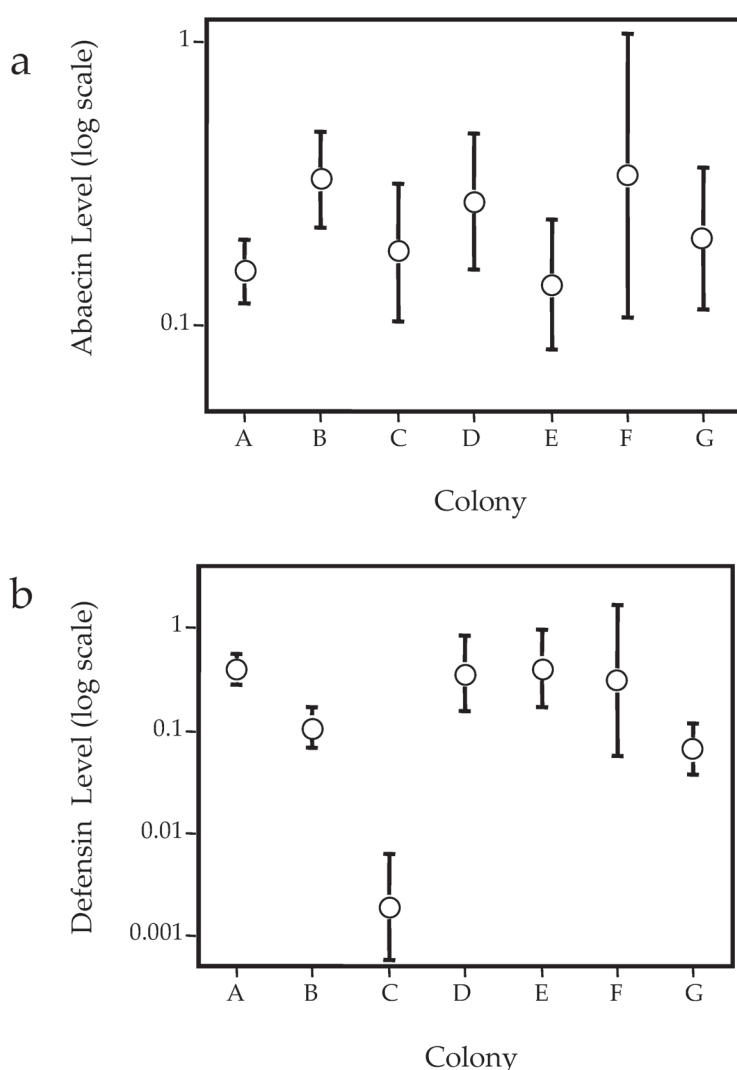 a
Abaecin Level (log scale)
1
0.1
A B C D E F G
Colony
b
Defensin Level (log scale)
1
0.1
0.01
0.001
A B C D E F G
Colony